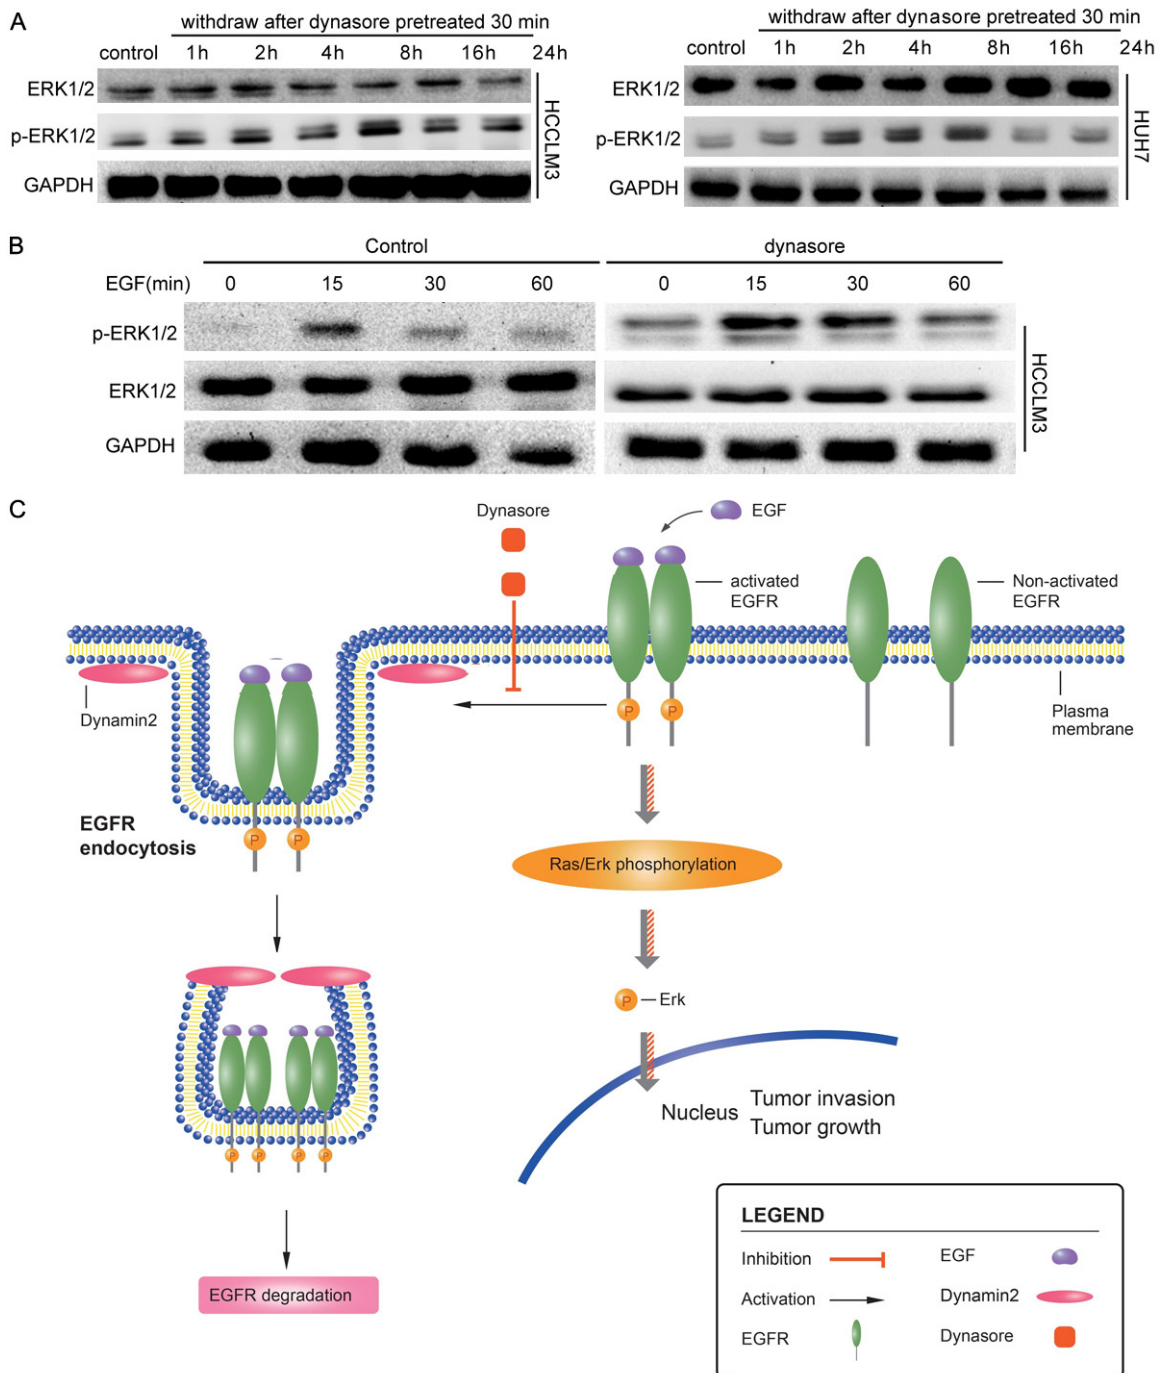 A
withdraw after dynasore pretreated 30 min
control 1h 2h 4h 8h 16h 24h
ERK1/2
p-ERK1/2
GAPDH
HCCLM3
withdraw after dynasore pretreated 30 min
control 1h 2h 4h 8h 16h 24h
ERK1/2
p-ERK1/2
GAPDH
HUH7
B
Control dynasore
EGF(min) 0 15 30 60 0 15 30 60
p-ERK1/2
ERK1/2
GAPDH
HCCLM3
C
Dynasore
EGF
activated
EGFR
Non-activated
EGFR
Dynamin2
P P
Plasma
membrane
EGFR
endocytosis
P P
Ras/Erk phosphorylation
P Erk
Nucleus
Tumor invasion
Tumor growth
P P P P
EGFR degradation
LEGEND
Inhibition EGF
Activation Dynamin2
EGFR Dynasore